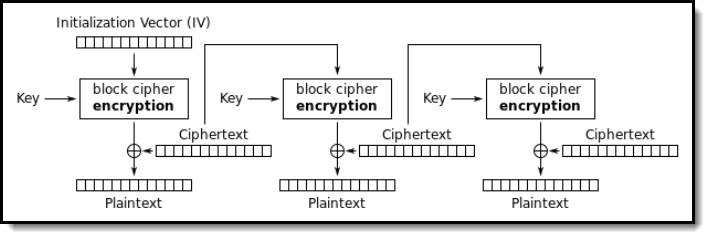 Initialization Vector (IV)
Key
block cipher
encryption
Key
block cipher
encryption
Key
block cipher
encryption
Ciphertext
Ciphertext
Ciphertext
Plaintext
Plaintext
Plaintext